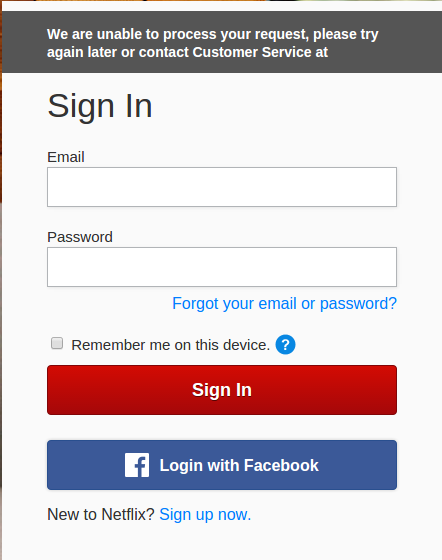 We are unable to process your request, please try
again later or contact Customer Service at
Sign In
Email
Password
Forgot your email or password?
Remember me on this device. ?
Sign In
Login with Facebook
New to Netflix? Sign up now.